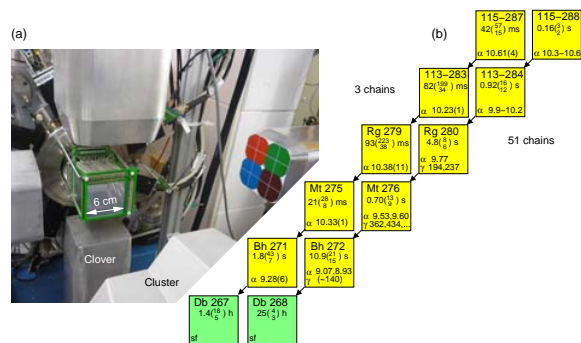 (a)
6 cm
Clover
Cluster
(b)
115–287
42(57 15) ms
α 10.61(4)
115–288
0.16(3 2) s
α 10.3–10.6
3 chains
113–283
82(199 34) ms
α 10.23(1)
113–284
0.92(16 12) s
α 9.9–10.2
51 chains
Rg 279
93(223 38) ms
α 10.38(11)
Rg 280
4.8(8 6) s
α 9.77
γ 194,237
Mt 275
21(28 8) ms
α 10.33(1)
Mt 276
0.70(13 9) s
α 9.53,9.60
γ 362,434,...
Bh 271
1.8(43 7) s
α 9.28(6)
Bh 272
10.9(21 15) s
α 9.07,8.93
γ (~140)
Db 267
1.4(18 5) h
sf
Db 268
25(4 3) h
sf